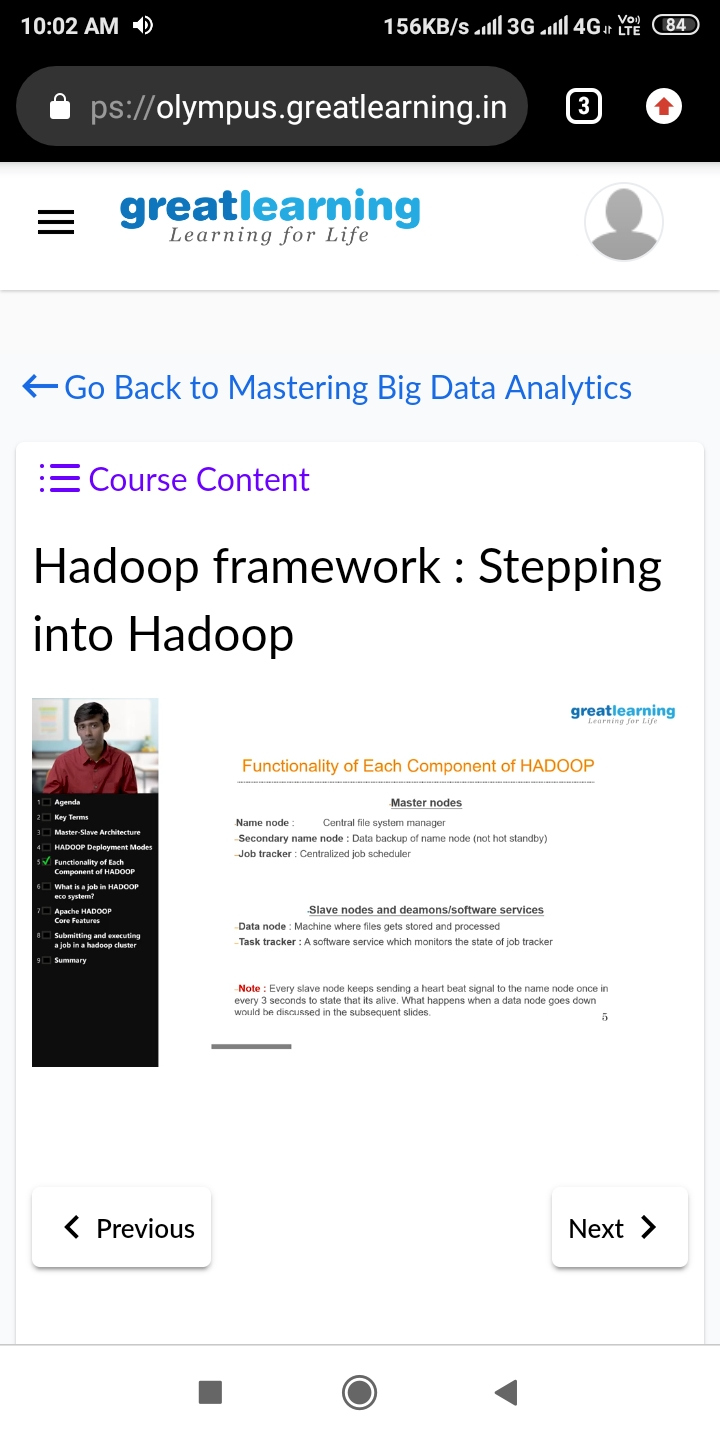 10:02 AM 156KB/s 3G 4G Vo)) LTE 84
ps://olympus.greatlearning.in 3
greatlearning
Learning for Life
Go Back to Mastering Big Data Analytics
Course Content
Hadoop framework : Stepping
into Hadoop
greatlearning
Learning for Life
Functionality of Each Component of HADOOP
Master nodes
Name node : Central file system manager
Secondary name node : Data backup of name node (not hot standby)
Job tracker : Centralized job scheduler
Slave nodes and deamons/software services
Data node : Machine where files gets stored and processed
Task tracker : A software service which monitors the state of job tracker
Note : Every slave node keeps sending a heart beat signal to the name node once in
every 3 seconds to state that its alive. What happens when a data node goes down
would be discussed in the subsequent slides.
5
1 Agenda
2 Key Terms
3 Master-Slave Architecture
4 HADOOP Deployment Modes
5 Functionality of Each
Component of HADOOP
6 What is a job in HADOOP
eco system?
7 Apache HADOOP
Core Features
8 Submitting and executing
a job in a hadoop cluster
9 Summary
Previous
Next